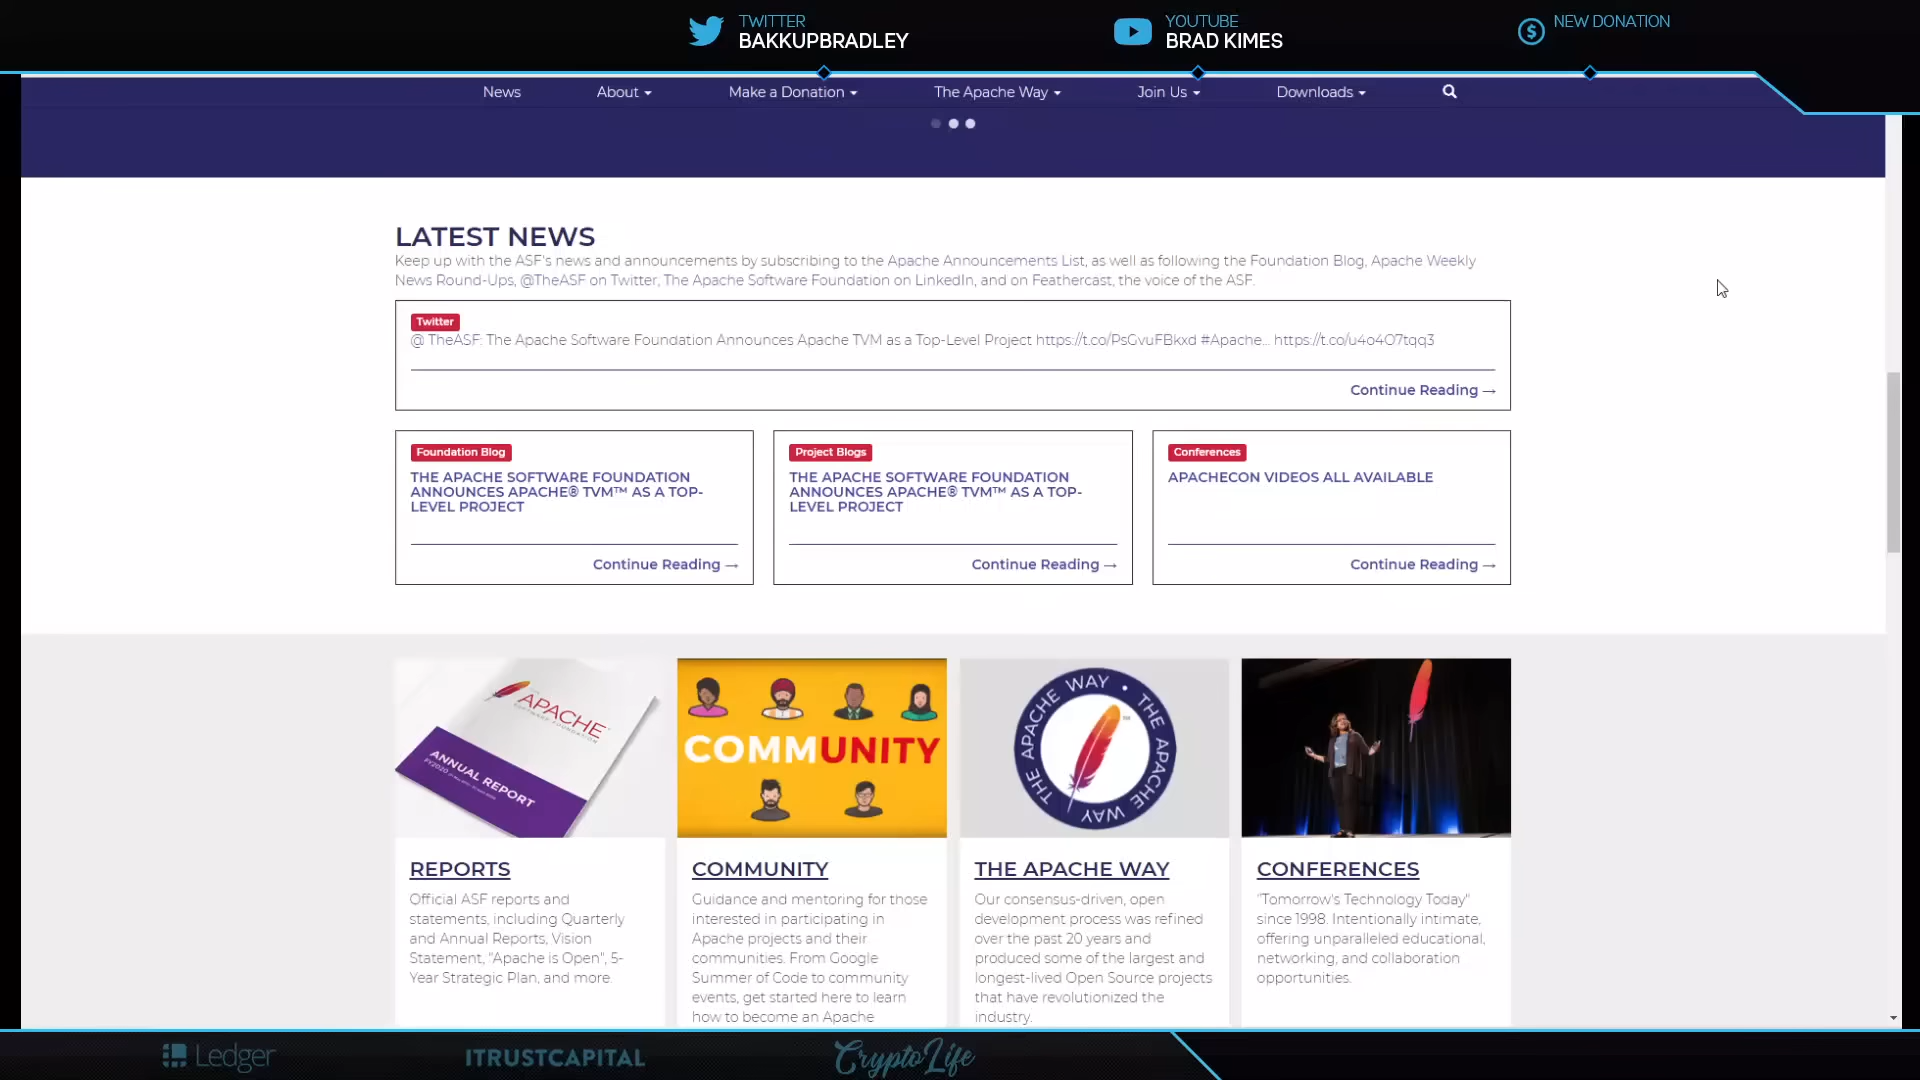 TWITTER
BAKKUPBRADLEY
YOUTUBE
BRAD KIMES
NEW DONATION
News
About
Make a Donation
The Apache Way
Join Us
Downloads
LATEST NEWS
Keep up with the ASF's news and announcements by subscribing to the Apache Announcements List, as well as following the Foundation Blog, Apache Weekly
News Round-Ups, @TheASF on Twitter, The Apache Software Foundation on LinkedIn, and on Feathercast, the voice of the ASF.
Twitter
@ TheASF: The Apache Software Foundation Announces Apache TVM as a Top-Level Project https://t.co/PsGvuFBkxd #Apache... https://t.co/u4o4O7tqq3
Continue Reading →
Foundation Blog
THE APACHE SOFTWARE FOUNDATION
ANNOUNCES APACHE® TVM™ AS A TOP-
LEVEL PROJECT
Continue Reading →
Project Blogs
THE APACHE SOFTWARE FOUNDATION
ANNOUNCES APACHE® TVM™ AS A TOP-
LEVEL PROJECT
Continue Reading →
Conferences
APACHECON VIDEOS ALL AVAILABLE
Continue Reading →
APACHE
SOFTWARE FOUNDATION
ANNUAL REPORT
REPORTS
Official ASF reports and
statements, including Quarterly
and Annual Reports, Vision
Statement, "Apache is Open", 5-
Year Strategic Plan, and more.
COMMUNITY
COMMUNITY
Guidance and mentoring for those
interested in participating in
Apache projects and their
communities. From Google
Summer of Code to community
events, get started here to learn
how to become an Apache
THE APACHE WAY • THE APACHE WAY
THE APACHE WAY
Our consensus-driven, open
development process was refined
over the past 20 years and
produced some of the largest and
longest-lived Open Source projects
that have revolutionized the
industry.
CONFERENCES
"Tomorrow's Technology Today"
since 1998. Intentionally intimate,
offering unparalleled educational,
networking, and collaboration
opportunities.
Ledger
ITRUSTCAPITAL
CryptoLife